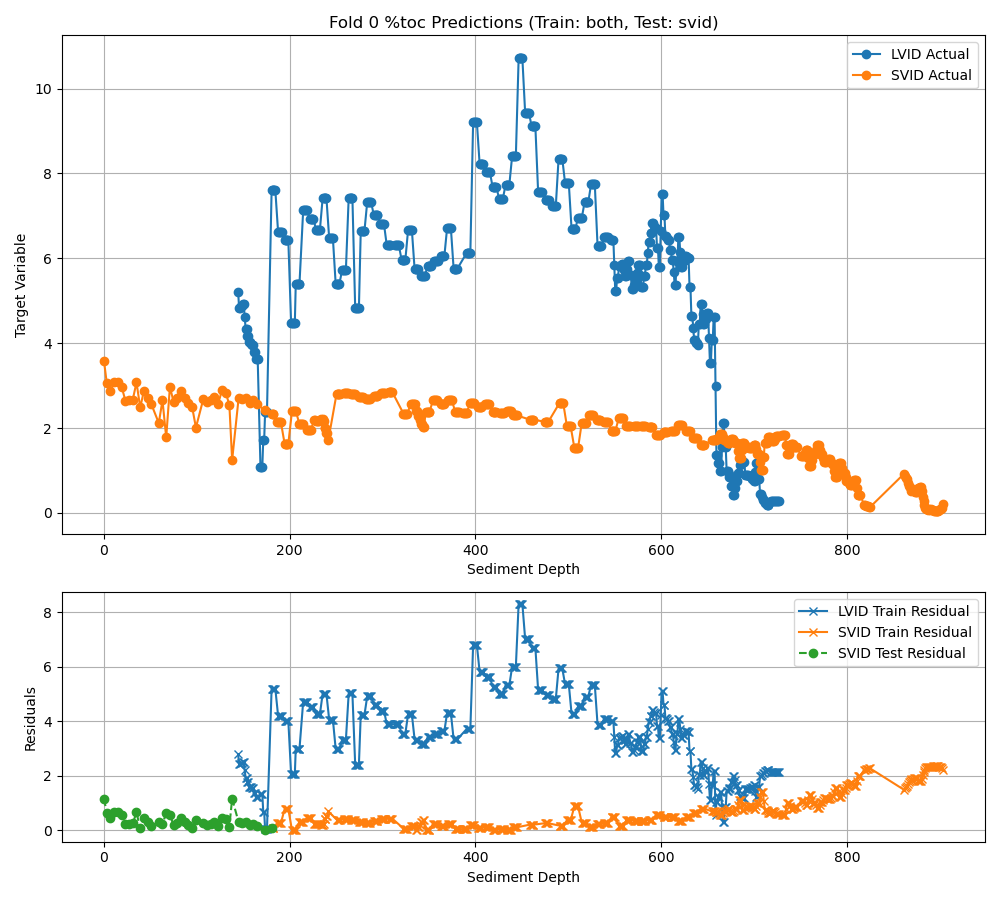 Fold 0 %toc Predictions (Train: both, Test: svid)
LVID Actual
SVID Actual
Target Variable
10
8
6
4
2
0
0
200
400
600
800
Sediment Depth
LVID Train Residual
SVID Train Residual
SVID Test Residual
Residuals
8
6
4
2
0
0
200
400
600
800
Sediment Depth